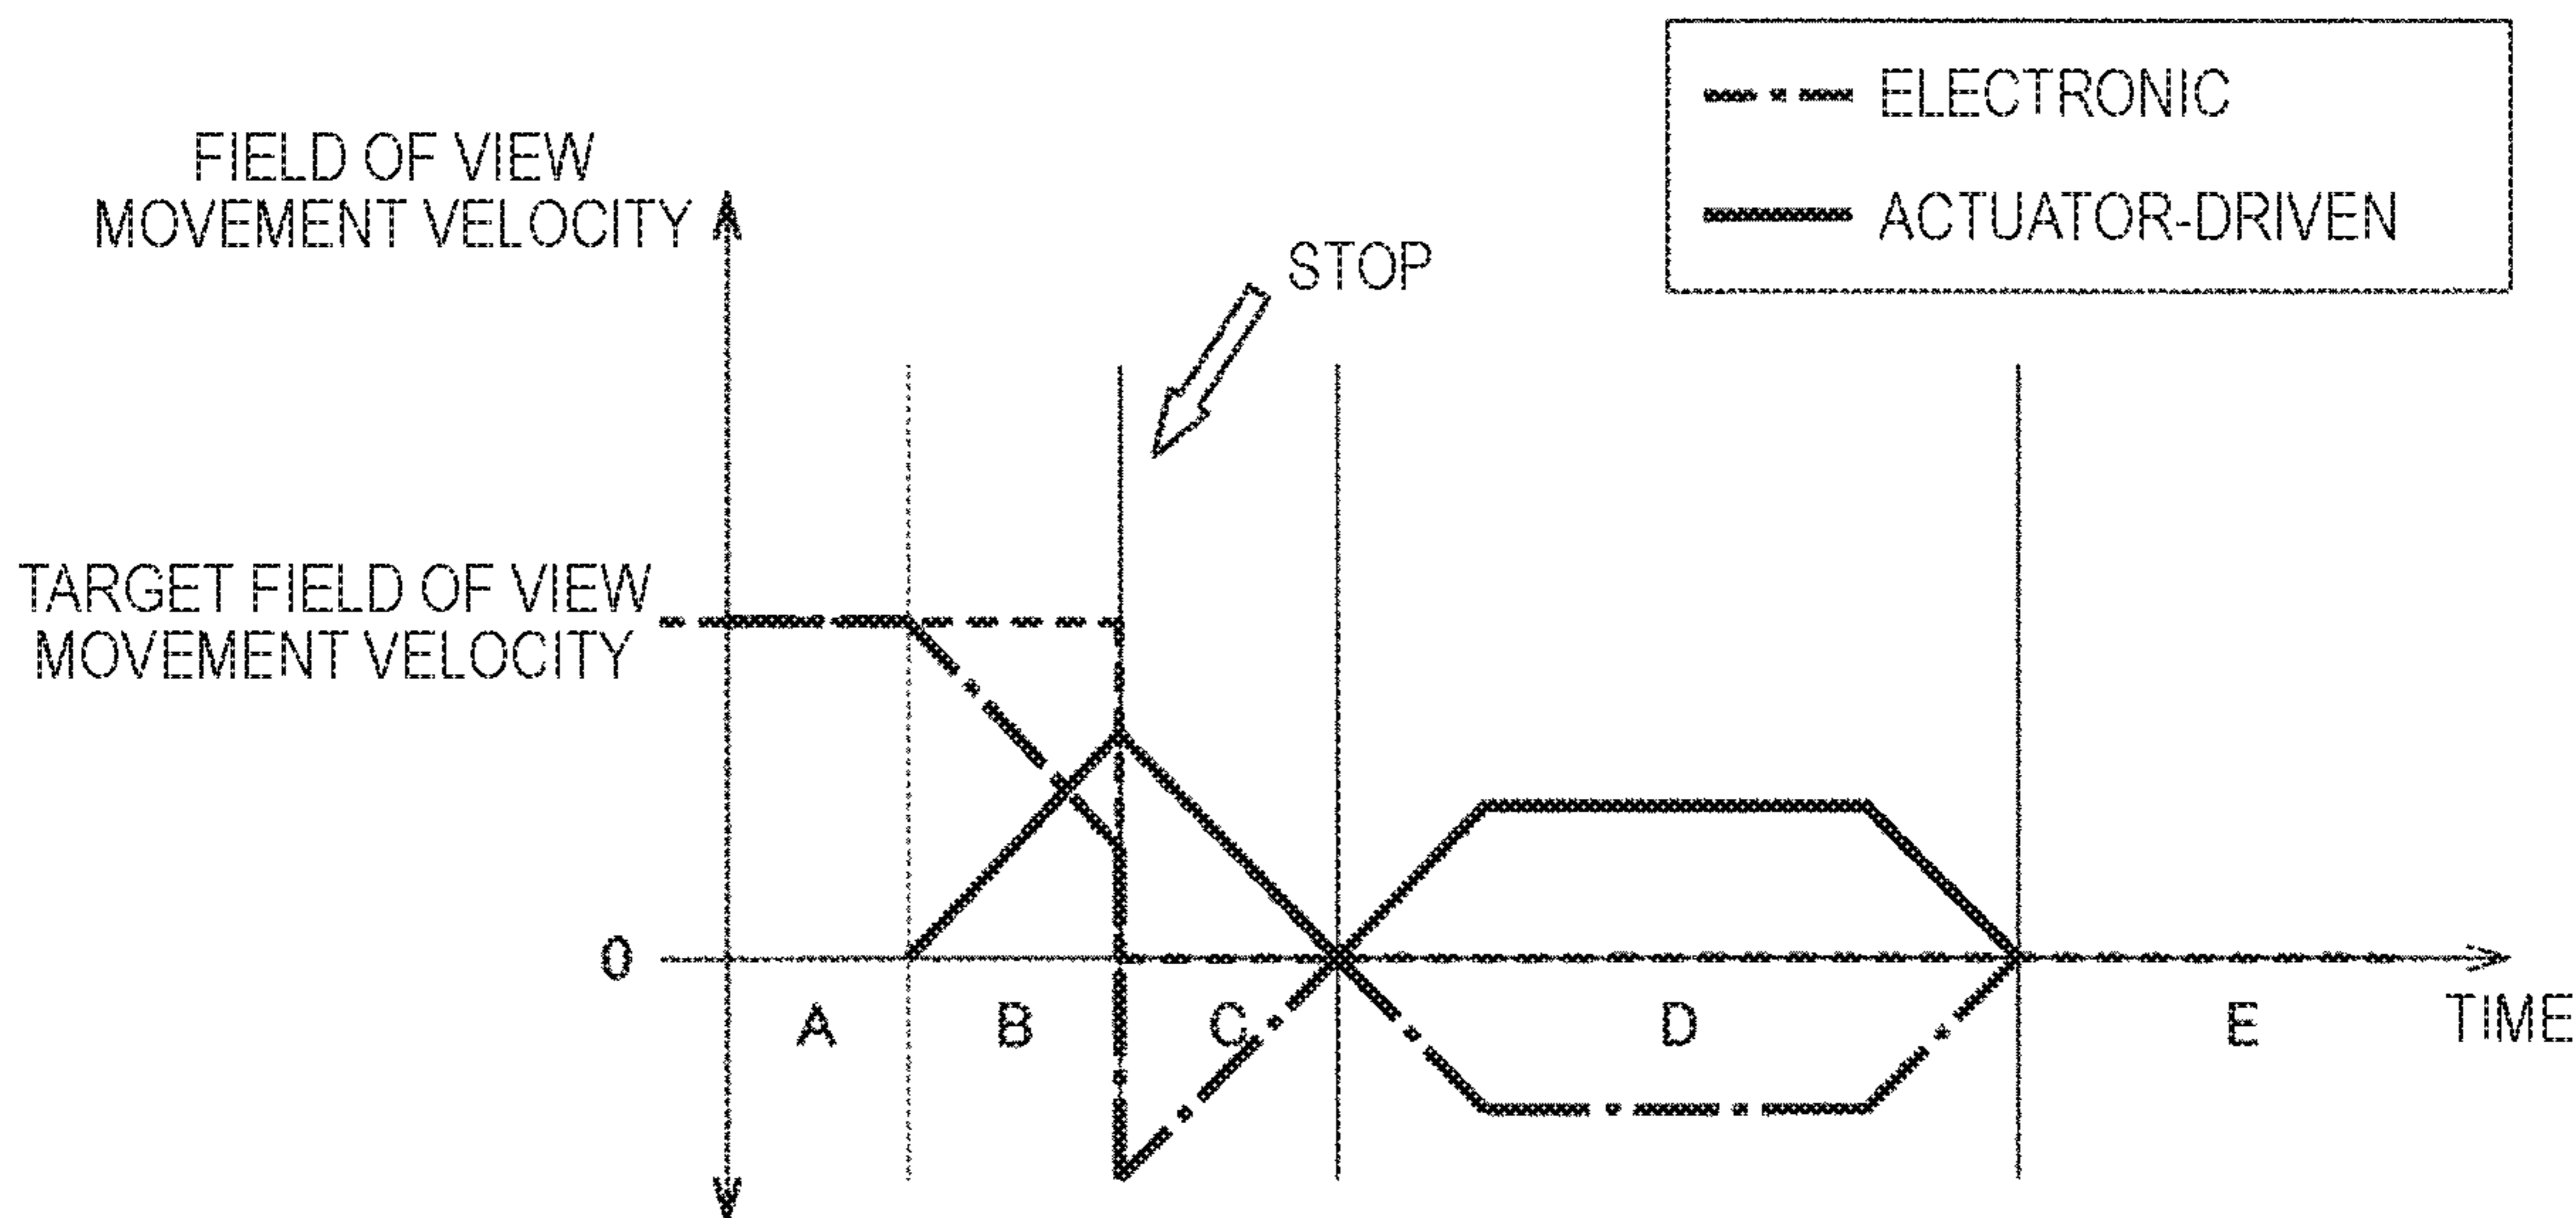 ELECTRONIC
ACTUATOR-DRIVEN
FIELD OF VIEW
MOVEMENT VELOCITY
STOP
TARGET FIELD OF VIEW
MOVEMENT VELOCITY
0
A B C D E
TIME